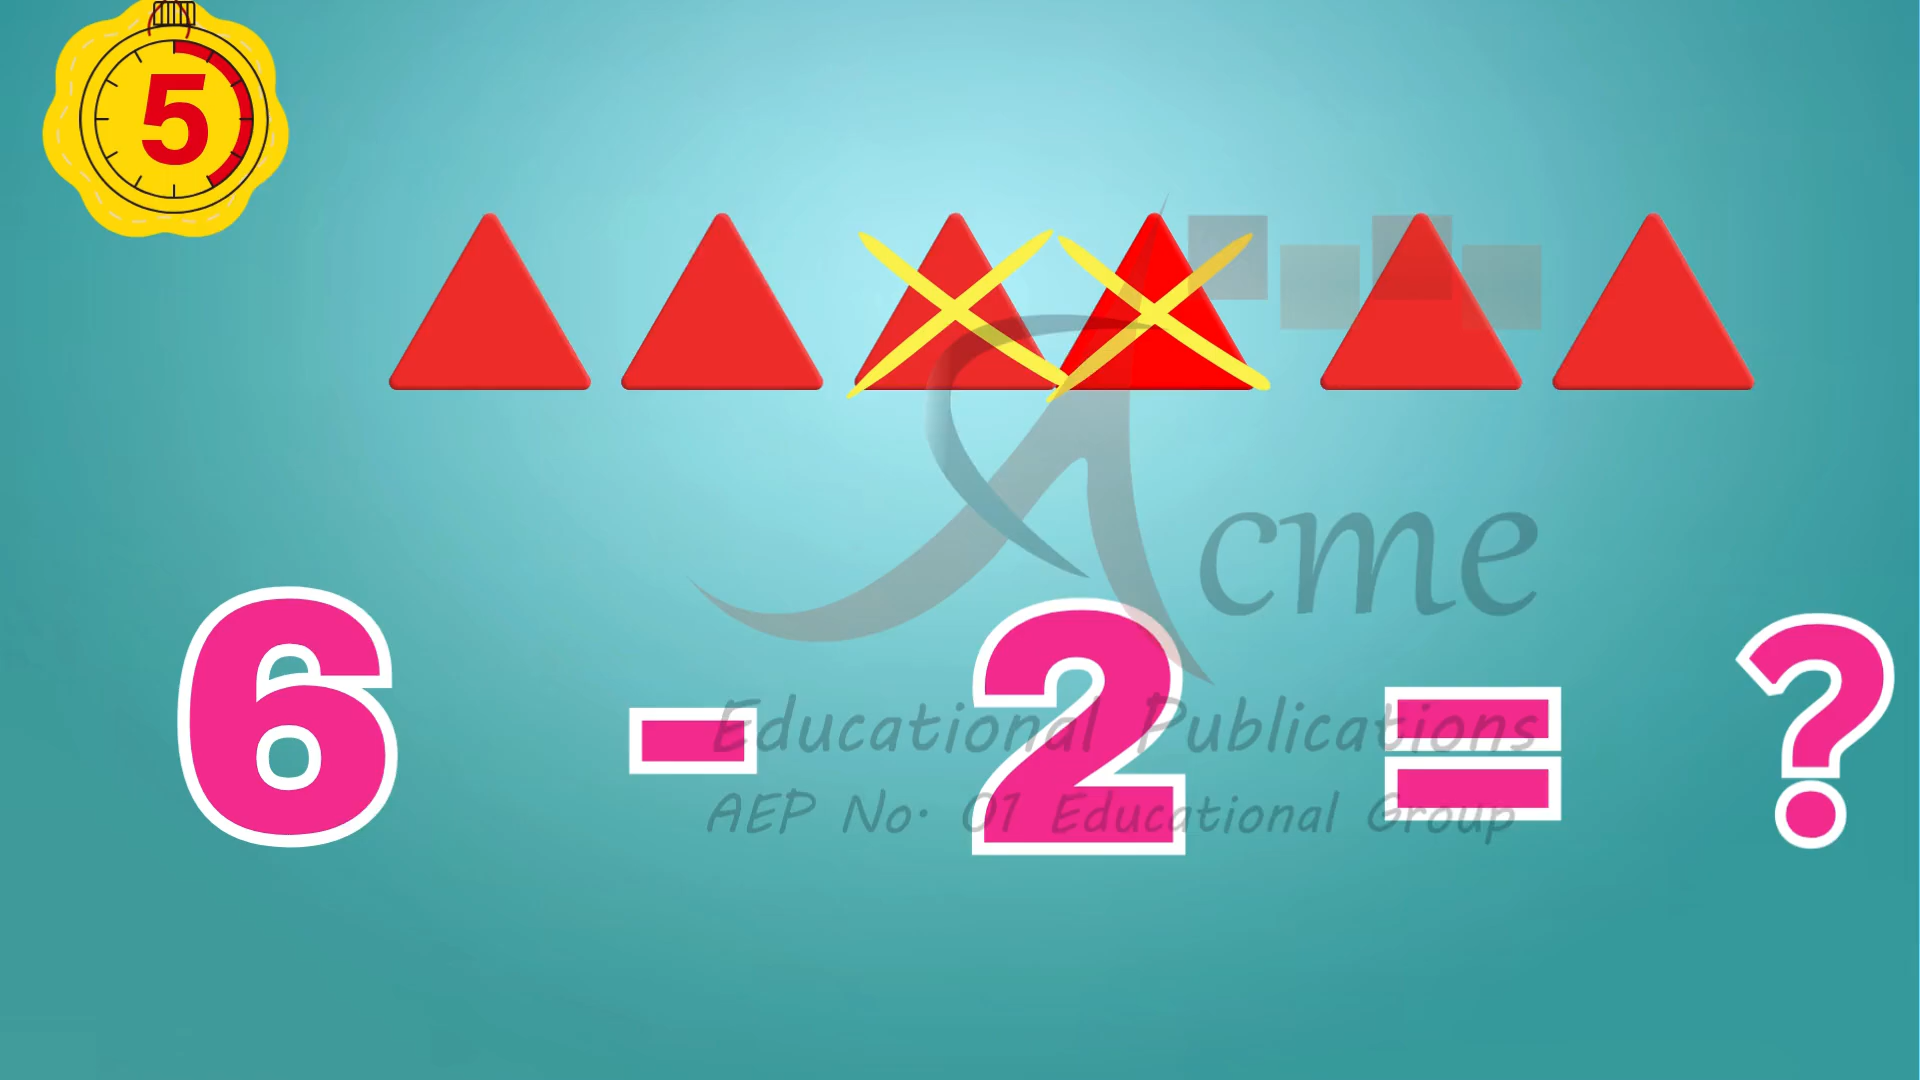 5
6 - 2 = ?
Acme
Educational Publications
AEP No. 01 Educational Group